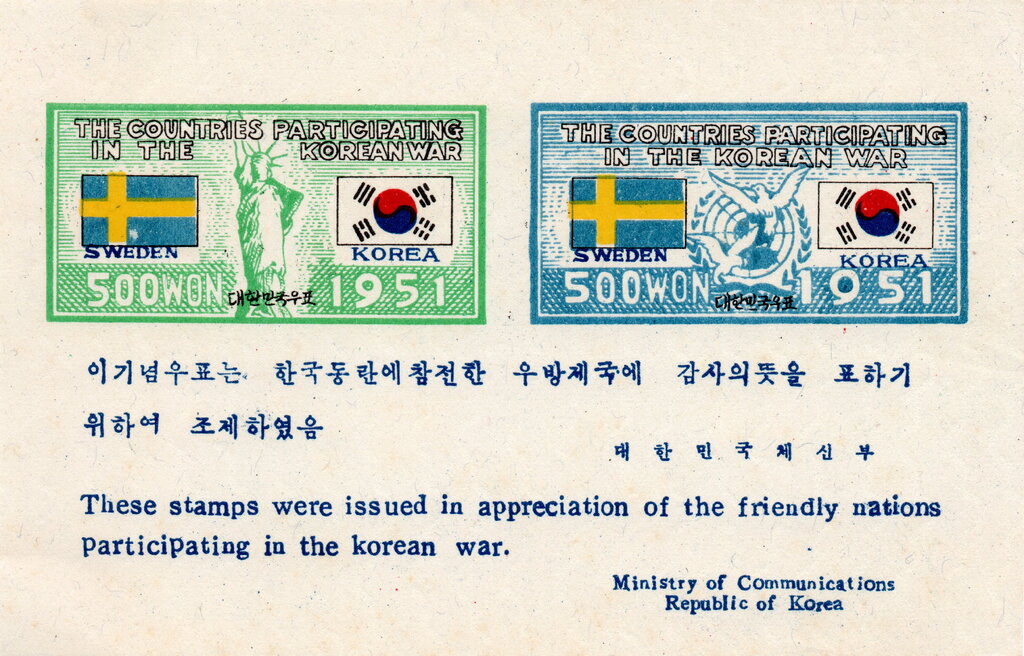 THE COUNTRIES PARTICIPATING
IN THE KOREAN WAR
SWEDEN
KOREA
500WON
대한민국우표
1951
THE COUNTRIES PARTICIPATING
IN THE KOREAN WAR
SWEDEN
KOREA
500WON
대한민국우표
1951
이기념우표는 한국동란에참전한 우방제국에 감사의뜻을 표하기
위하여 조제하였음
대한민국체신부
These stamps were issued in appreciation of the friendly nations
participating in the korean war.
Ministry of Communications
Republic of Korea